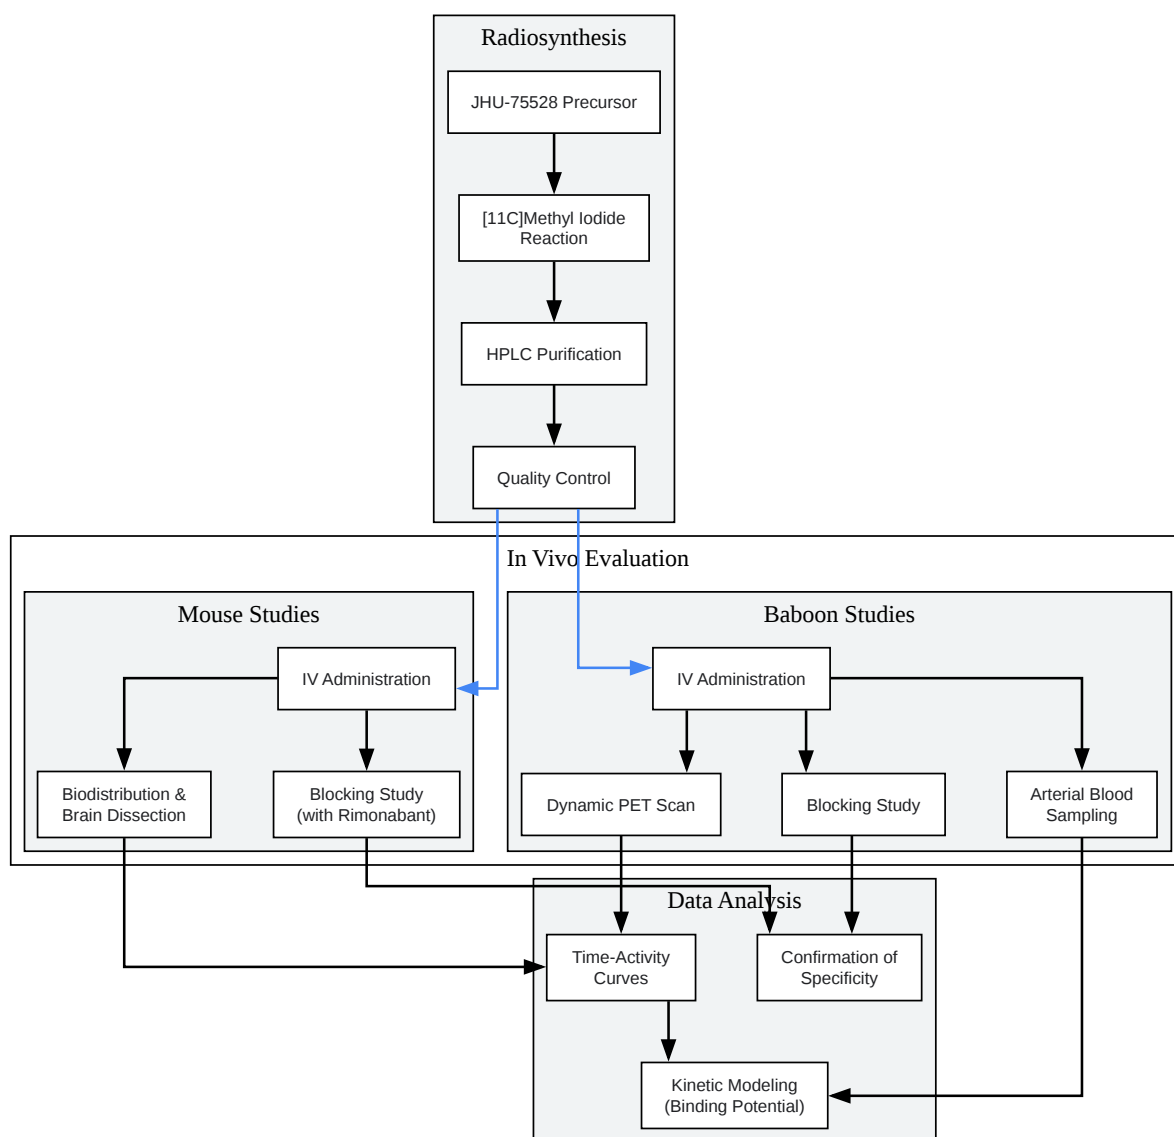 Radiosynthesis
JHU-75528 Precursor
[11C]Methyl Iodide
Reaction
HPLC Purification
Quality Control
In Vivo Evaluation
Mouse Studies
IV Administration
Biodistribution &
Brain Dissection
Blocking Study
(with Rimonabant)
Baboon Studies
IV Administration
Dynamic PET Scan
Blocking Study
Arterial Blood
Sampling
Data Analysis
Time-Activity
Curves
Confirmation of
Specificity
Kinetic Modeling
(Binding Potential)